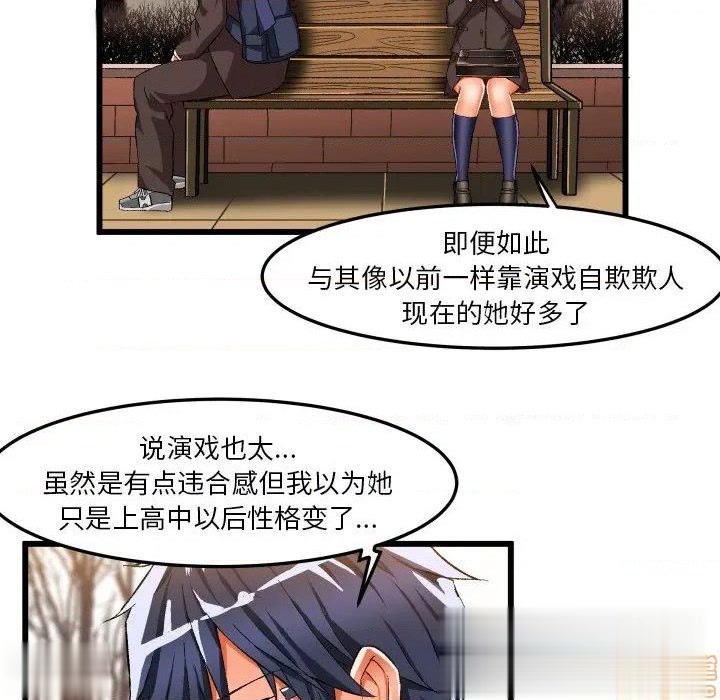 即便如此
与其像以前一样靠演戏自欺欺人
现在的她好多了
说演戏也太...
虽然是有点违合感但我以为她
只是上高中以后性格变了...